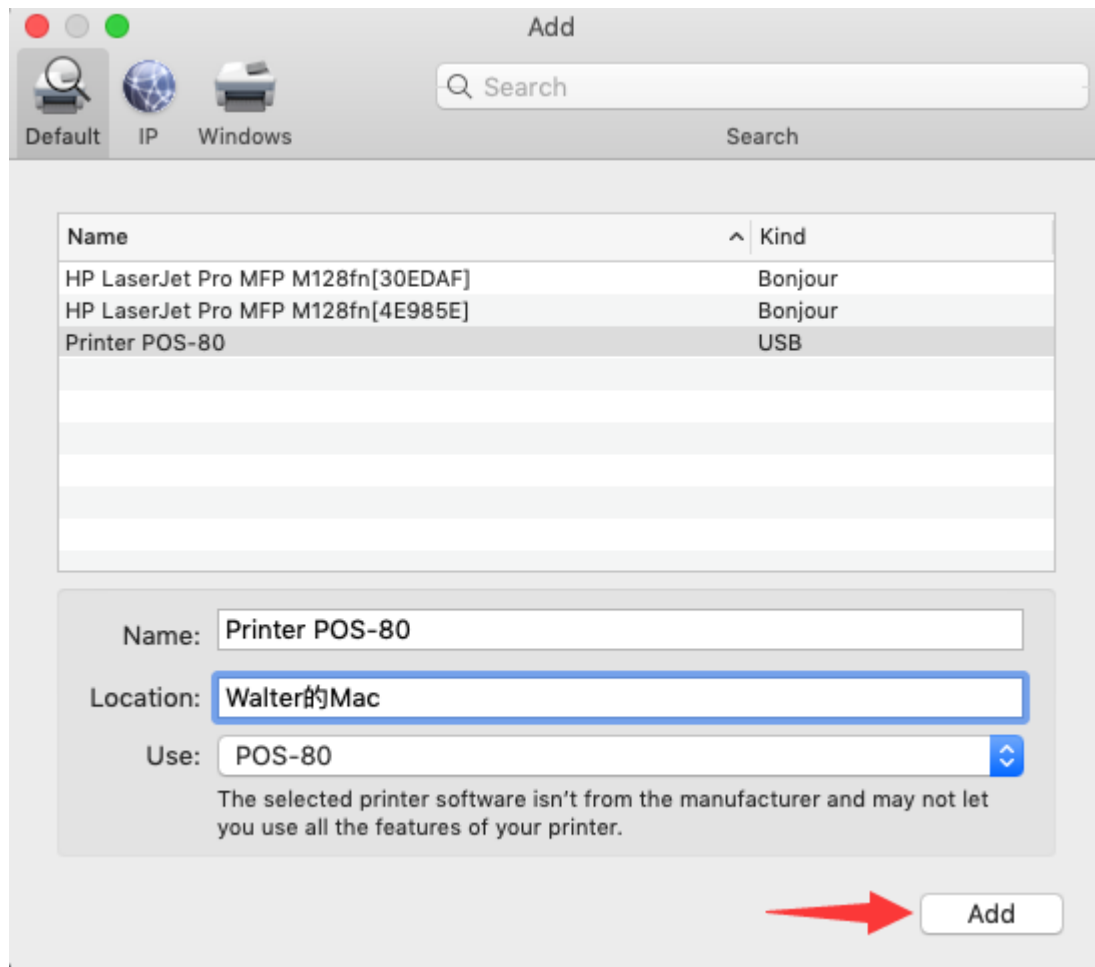 Add
Default IP Windows
Search
Search
Name Kind
HP LaserJet Pro MFP M128fn[30EDAF] Bonjour
HP LaserJet Pro MFP M128fn[4E985E] Bonjour
Printer POS-80 USB
Name: Printer POS-80
Location: Walter的Mac
Use: POS-80
The selected printer software isn’t from the manufacturer and may not let
you use all the features of your printer.
Add